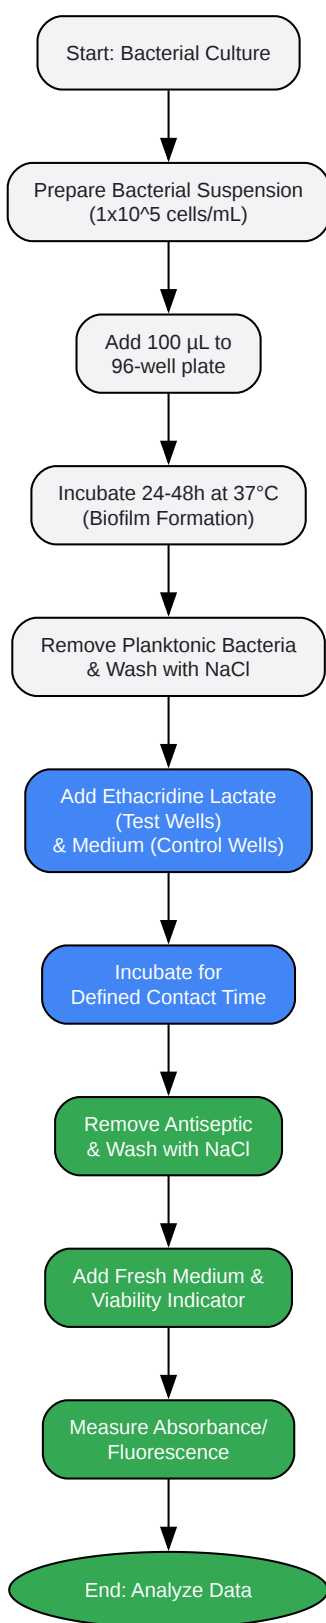 Start: Bacterial Culture
Prepare Bacterial Suspension
(1x10^5 cells/mL)
Add 100 µL to
96-well plate
Incubate 24-48h at 37°C
(Biofilm Formation)
Remove Planktonic Bacteria
& Wash with NaCl
Add Ethacridine Lactate
(Test Wells)
& Medium (Control Wells)
Incubate for
Defined Contact Time
Remove Antiseptic
& Wash with NaCl
Add Fresh Medium &
Viability Indicator
Measure Absorbance/
Fluorescence
End: Analyze Data